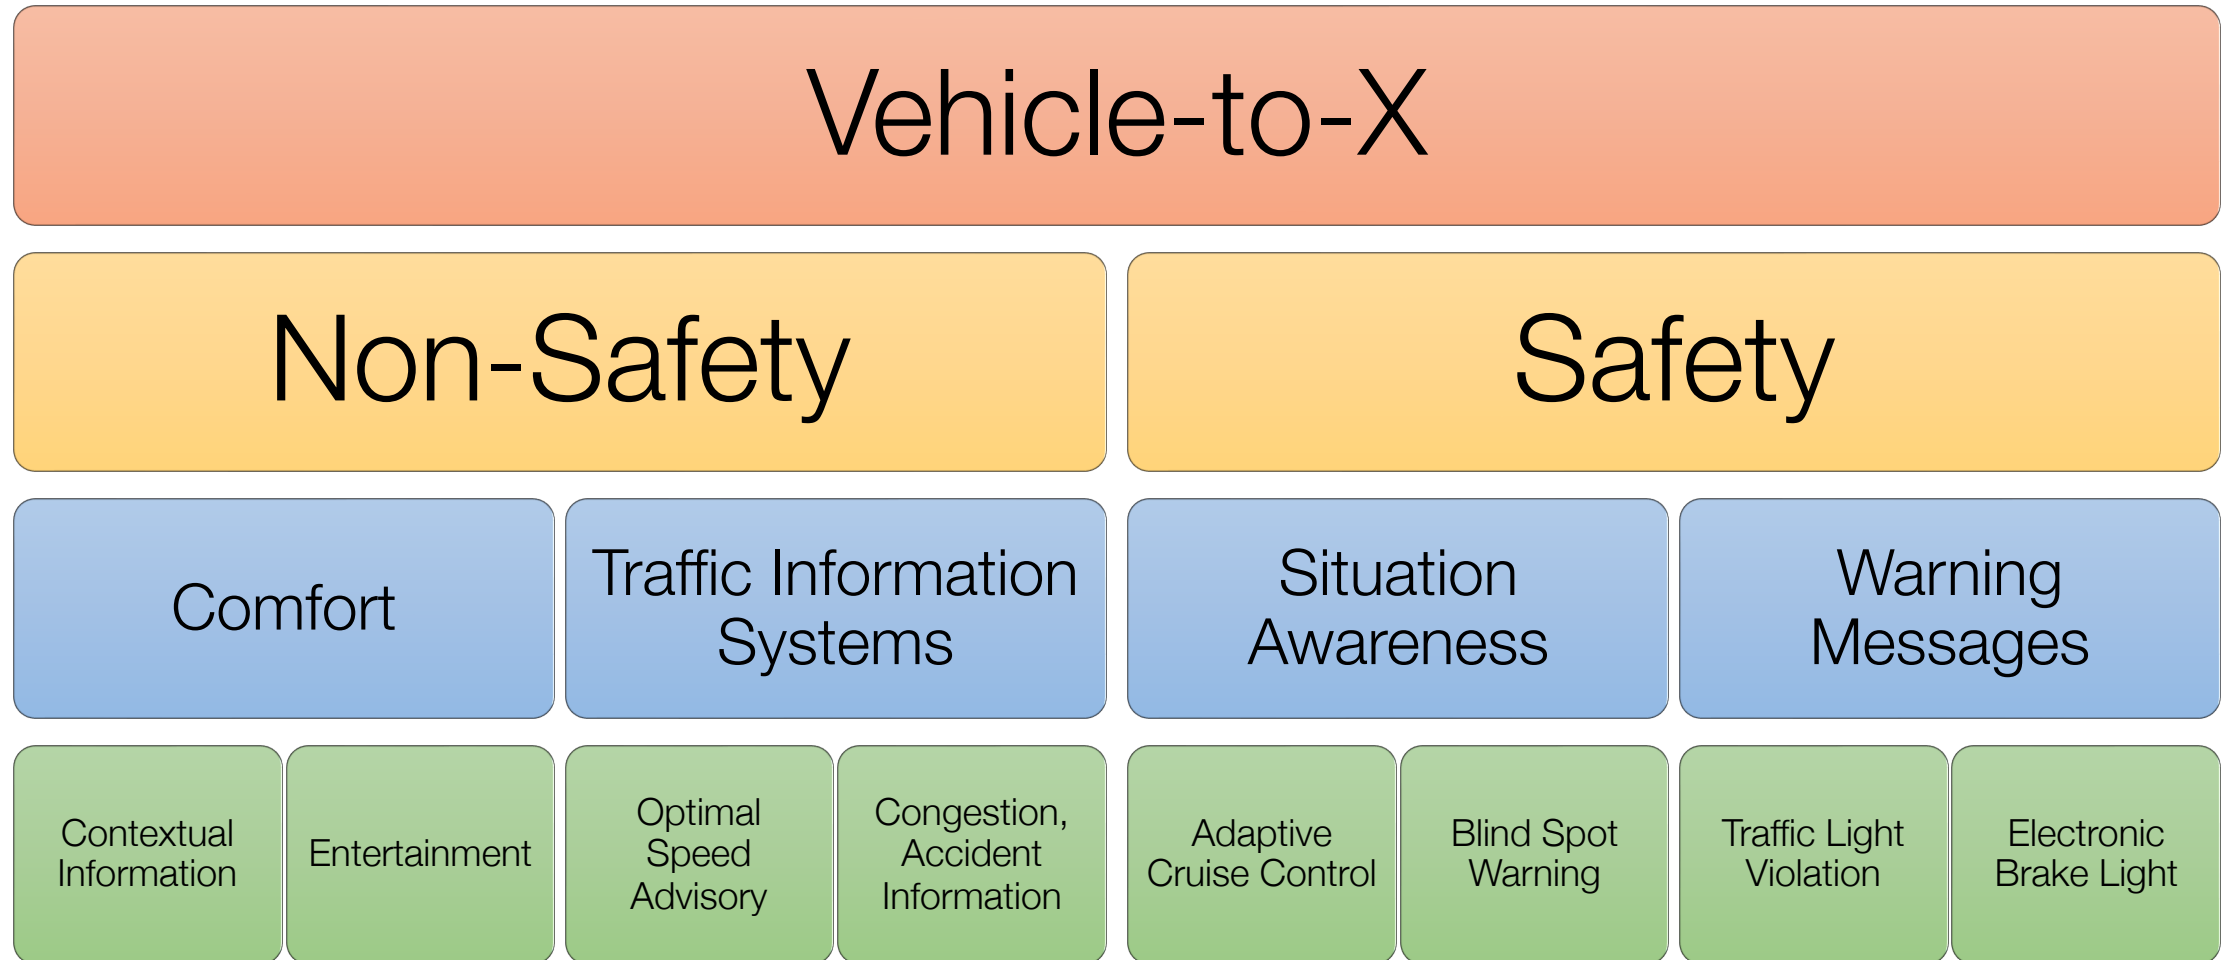 Vehicle-to-X
Non-Safety
Safety
Comfort
Traffic Information
Systems
Situation
Awareness
Warning
Messages
Contextual
Information
Entertainment
Optimal
Speed
Advisory
Congestion,
Accident
Information
Adaptive
Cruise Control
Blind Spot
Warning
Traffic Light
Violation
Electronic
Brake Light